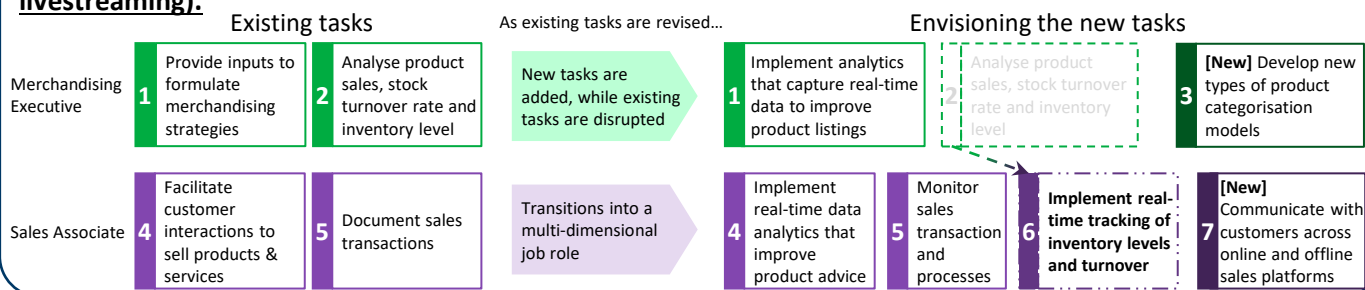 livestreaming):
Existing tasks
As existing tasks are revised...
Envisioning the new tasks
Merchandising
Executive
1
Provide inputs to
formulate
merchandising
strategies
2
Analyse product
sales, stock
turnover rate and
inventory level
New tasks are
added, while existing
tasks are disrupted
1
Implement analytics
that capture real-time
data to improve
product listings
2
Analyse product
sales, stock turnover
rate and inventory
level
3
[New] Develop new
types of product
categorisation
models
Sales Associate
4
Facilitate
customer
interactions to
sell products &
services
5
Document sales
transactions
Transitions into a
multi-dimensional
job role
4
Implement
real-time data
analytics that
improve
product advice
5
Monitor
sales
transaction
and
processes
6
Implement real-
time tracking of
inventory levels
and turnover
7
[New]
Communicate with
customers across
online and offline
sales platforms